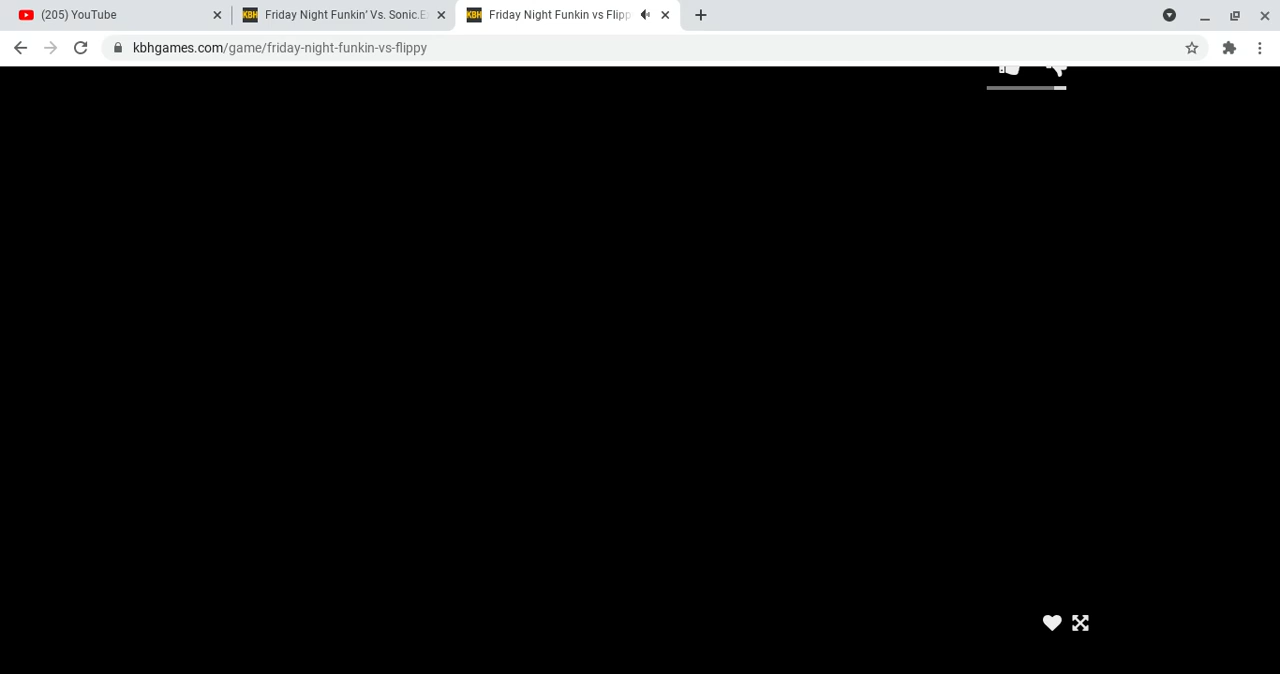 (205) YouTube
KBH Friday Night Funkin' Vs. Sonic.E
KBH Friday Night Funkin vs Flipp
kbhgames.com/game/friday-night-funkin-vs-flippy